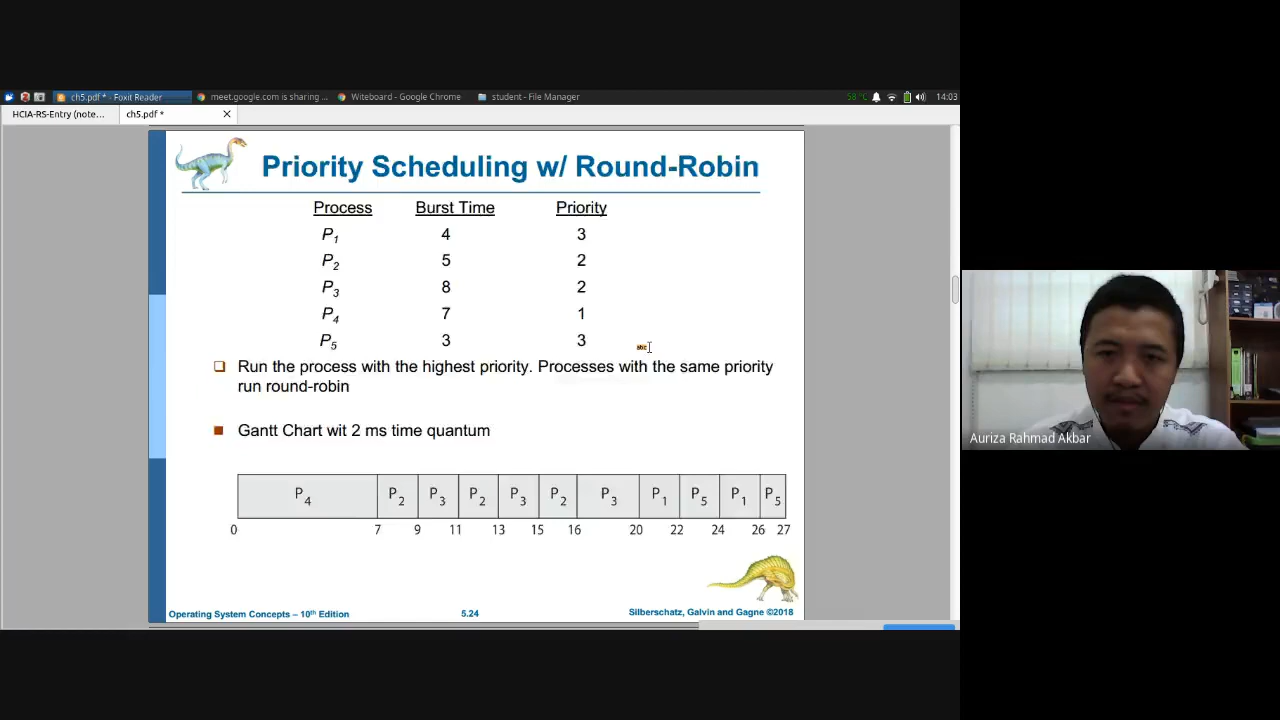 ch5.pdf * - Foxit Reader
meet.google.com is sharing ...
Witeboard - Google Chrome
student - File Manager
58 °C
14:03
HCIA-RS-Entry (note...
ch5.pdf *
Priority Scheduling w/ Round-Robin
Process Burst Time Priority
P1 4 3
P2 5 2
P3 8 2
P4 7 1
P5 3 3
Run the process with the highest priority. Processes with the same priority
run round-robin
Gantt Chart wit 2 ms time quantum
P4 P2 P3 P2 P3 P2 P3 P1 P5 P1 P5
0 7 9 11 13 15 16 20 22 24 26 27
Operating System Concepts – 10th Edition
5.24
Silberschatz, Galvin and Gagne ©2018
Auriza Rahmad Akbar